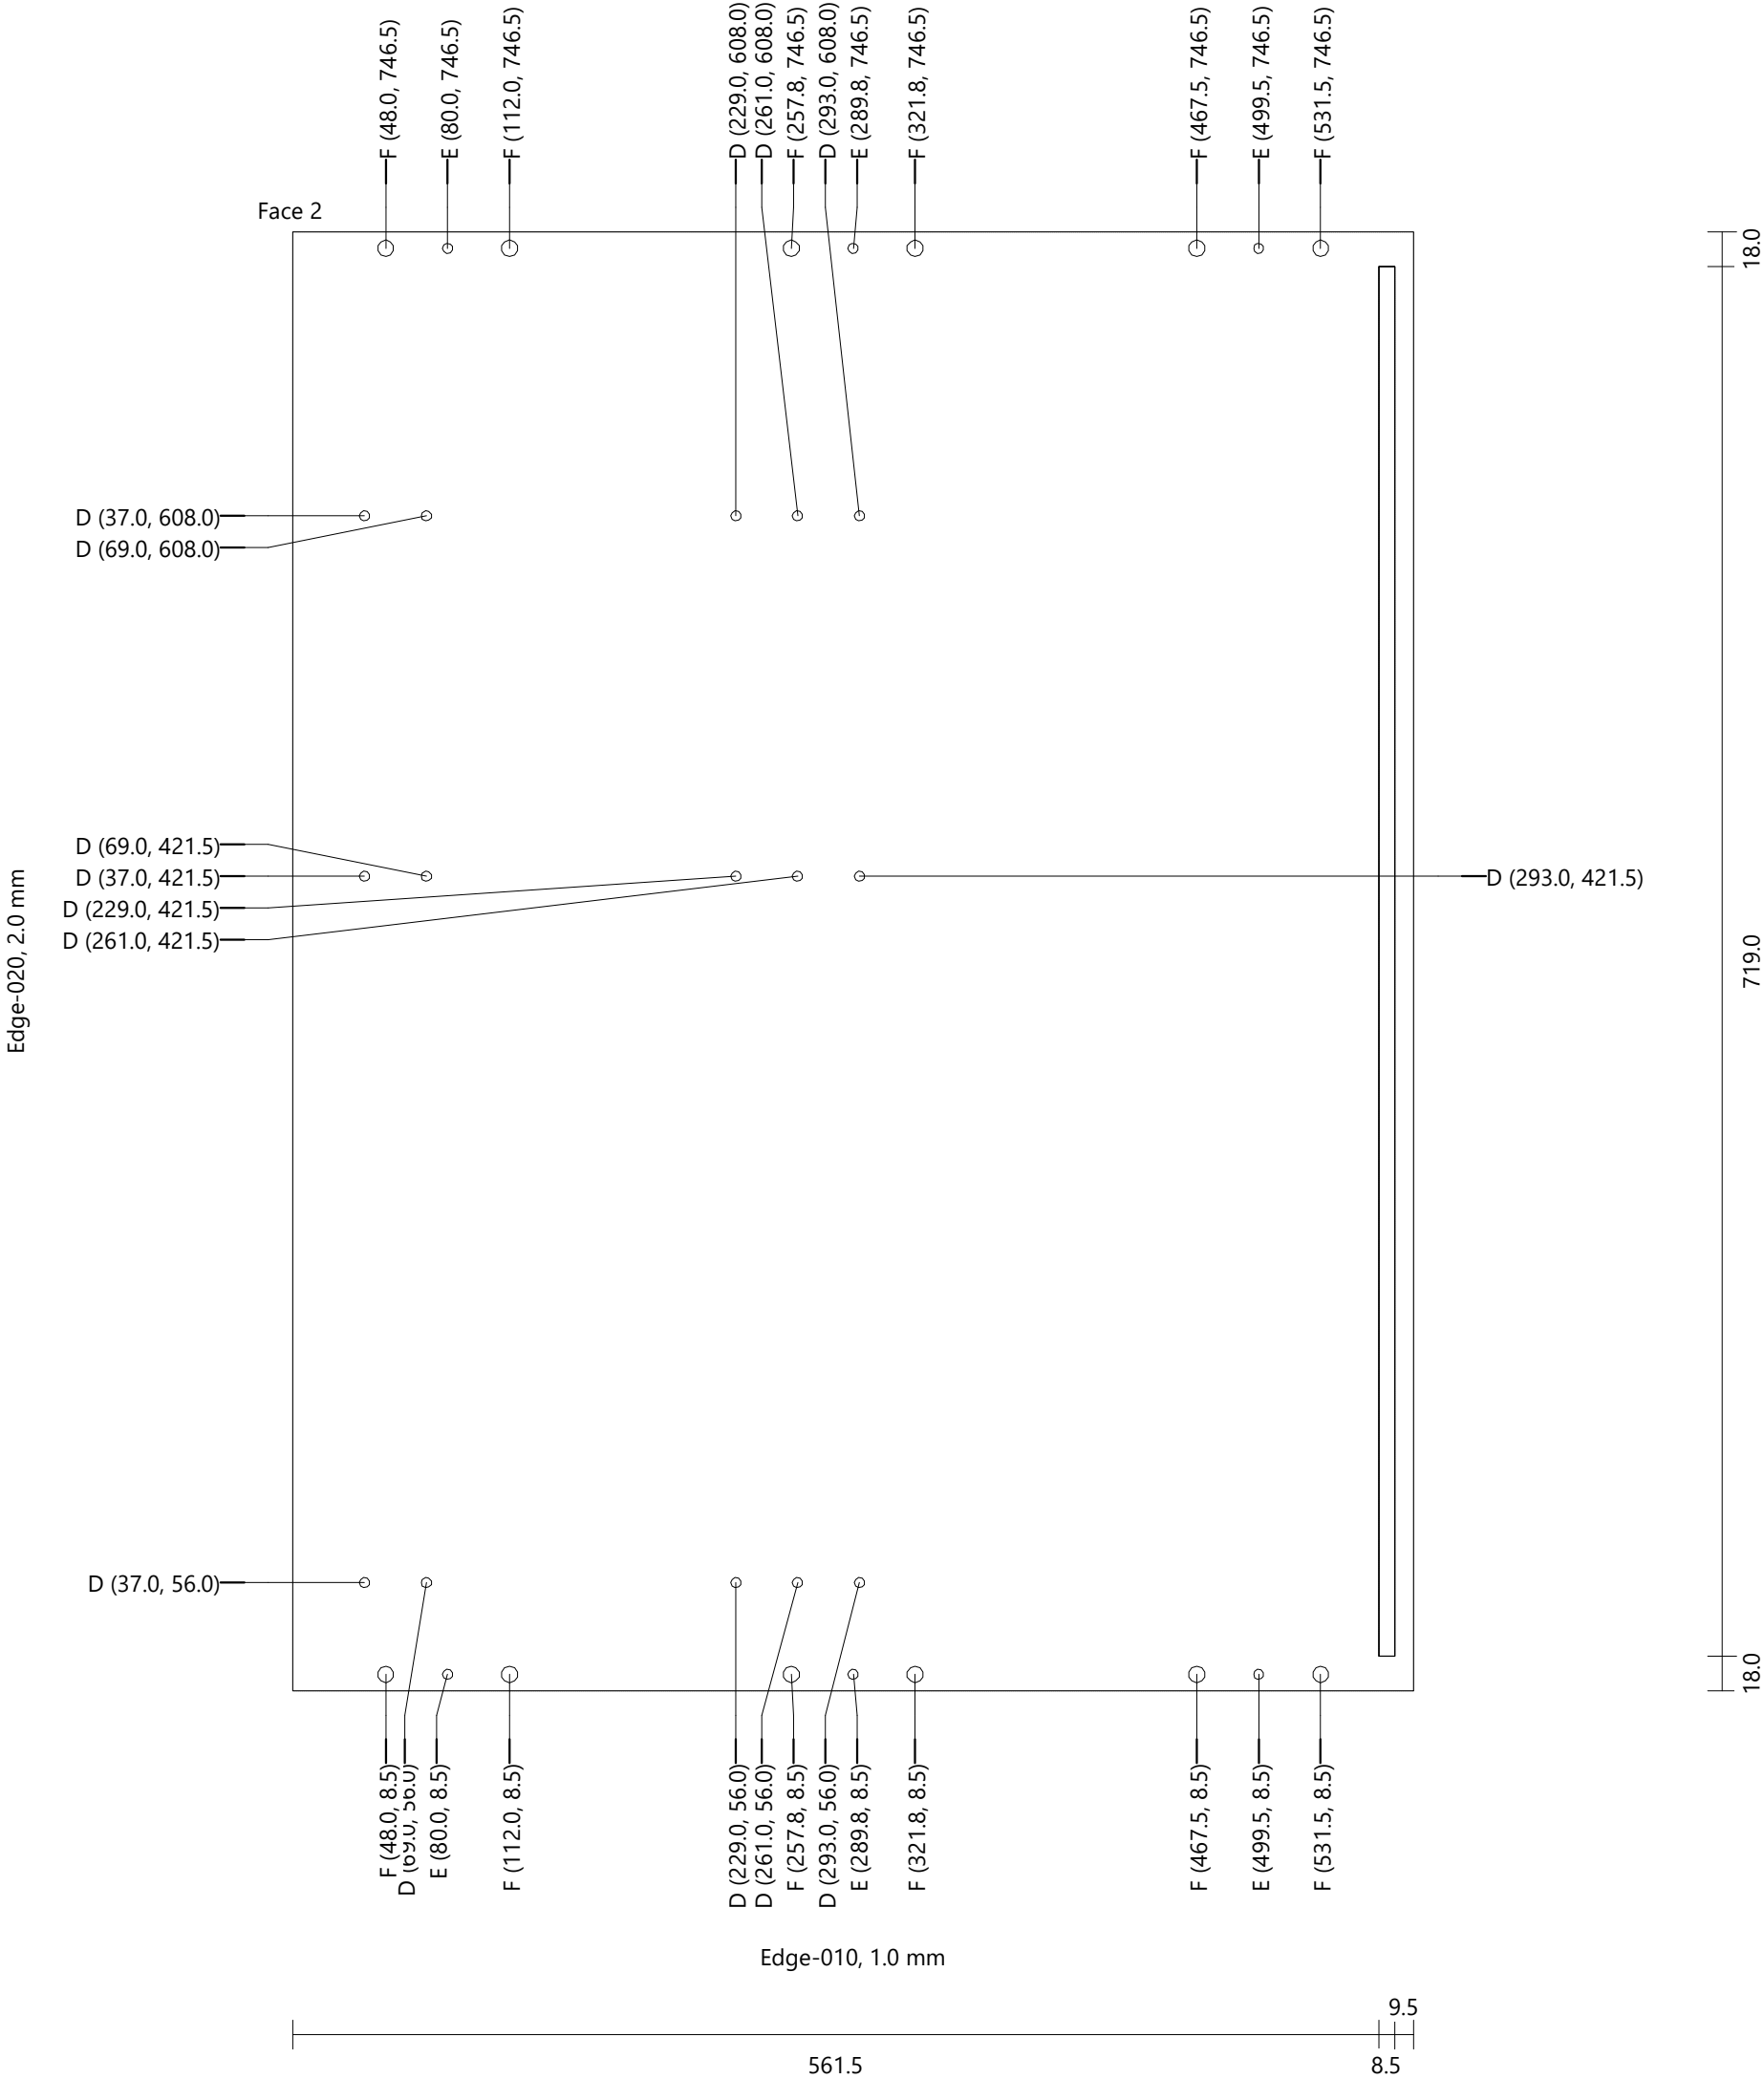 F (48.0, 746.5)
E (80.0, 746.5)
F (112.0, 746.5)
D (229.0, 608.0)
D (261.0, 608.0)
F (257.8, 746.5)
D (293.0, 608.0)
E (289.8, 746.5)
F (321.8, 746.5)
F (467.5, 746.5)
E (499.5, 746.5)
F (531.5, 746.5)
Face 2
18.0
D (37.0, 608.0)
D (69.0, 608.0)
D (69.0, 421.5)
D (37.0, 421.5)
D (229.0, 421.5)
D (261.0, 421.5)
D (293.0, 421.5)
Edge-020, 2.0 mm
719.0
D (37.0, 56.0)
18.0
F (48.0, 8.5)
D (69.0, 56.0)
E (80.0, 8.5)
F (112.0, 8.5)
D (229.0, 56.0)
D (261.0, 56.0)
F (257.8, 8.5)
D (293.0, 56.0)
E (289.8, 8.5)
F (321.8, 8.5)
F (467.5, 8.5)
E (499.5, 8.5)
F (531.5, 8.5)
Edge-010, 1.0 mm
9.5
561.5
8.5